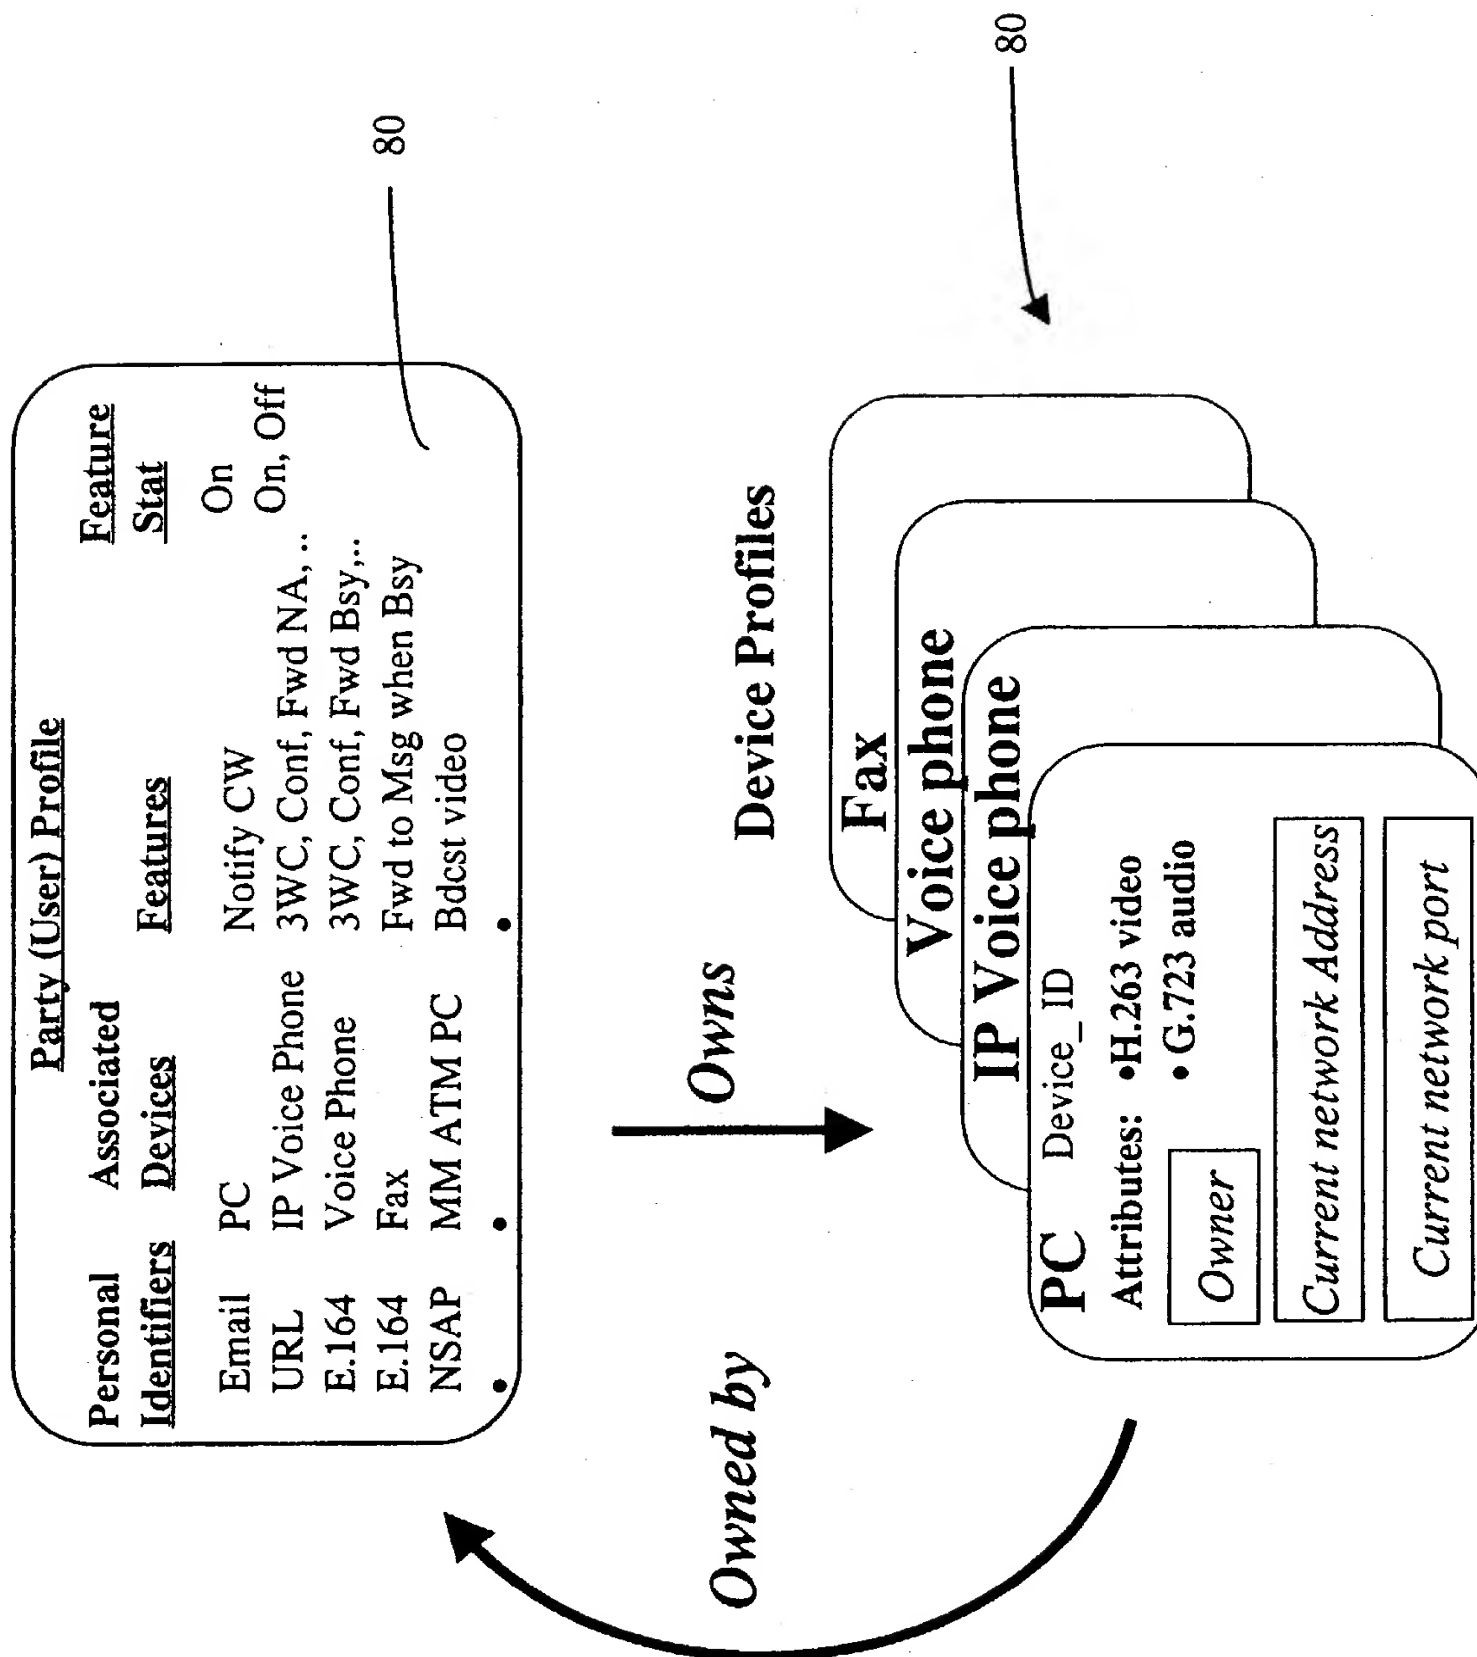 Party (User) Profile
Personal Associated Feature
Identifiers Devices Features Stat
Email PC Notify CW On
URL IP Voice Phone 3WC, Conf, Fwd NA, .. On, Off
E.164 Voice Phone 3WC, Conf, Fwd Bsy,..
E.164 Fax Fwd to Msg when Bsy
NSAP MM ATM PC Bdcst video
• • •
80
Owned by
Owns
Device Profiles
80
Fax
Voice phone
IP Voice phone
PC Device_ID
Attributes: •H.263 video
• G.723 audio
Owner
Current network Address
Current network port